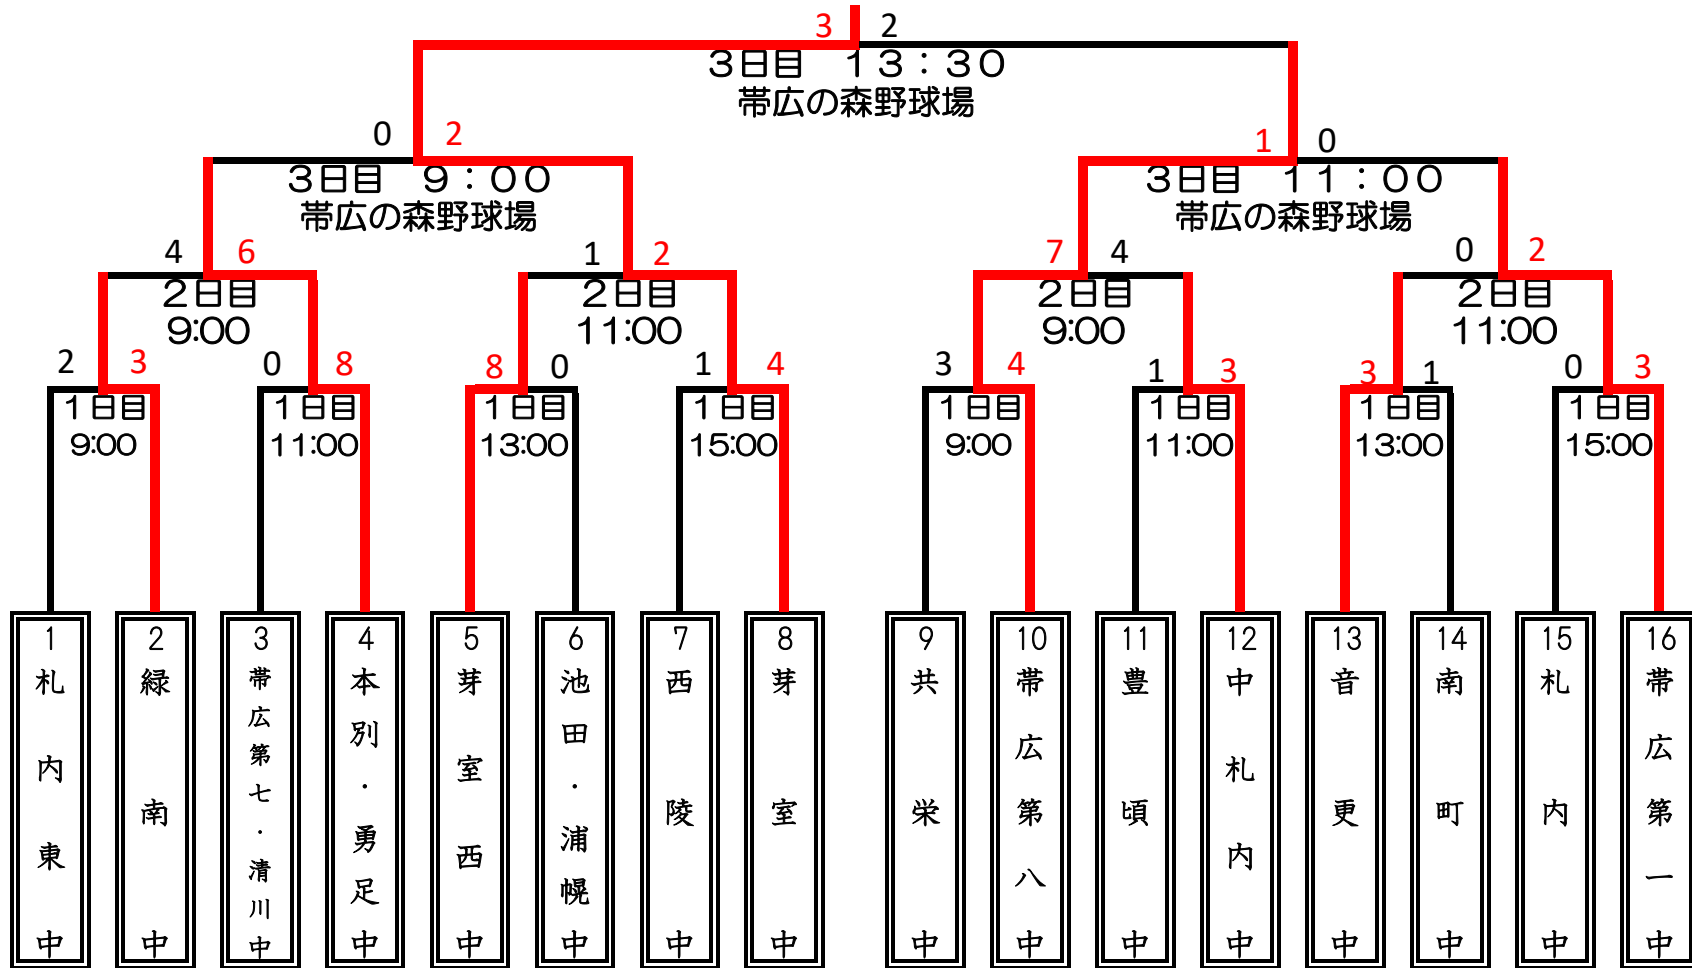 3 2
3日目 13：30
帯広の森野球場
0 2
1 0
3日目 9：00
帯広の森野球場
3日目 11：00
帯広の森野球場
4 6
1 2
7 4
0 2
2日目
9:00
2日目
11:00
2日目
9:00
2日目
11:00
2 3
0 8
8 0
1 4
3 4
1 3
3 1
0 3
1日目
9:00
1日目
11:00
1日目
13:00
1日目
15:00
1日目
9:00
1日目
11:00
1日目
13:00
1日目
15:00
1
札内東中
2
緑南中
3
帯広第七・清川中
4
本別・勇足中
5
芽室西中
6
池田・浦幌中
7
西陵中
8
芽室中
9
共栄中
10
帯広第八中
11
豊頃中
12
中札内中
13
音更中
14
南町中
15
札内中
16
帯広第一中